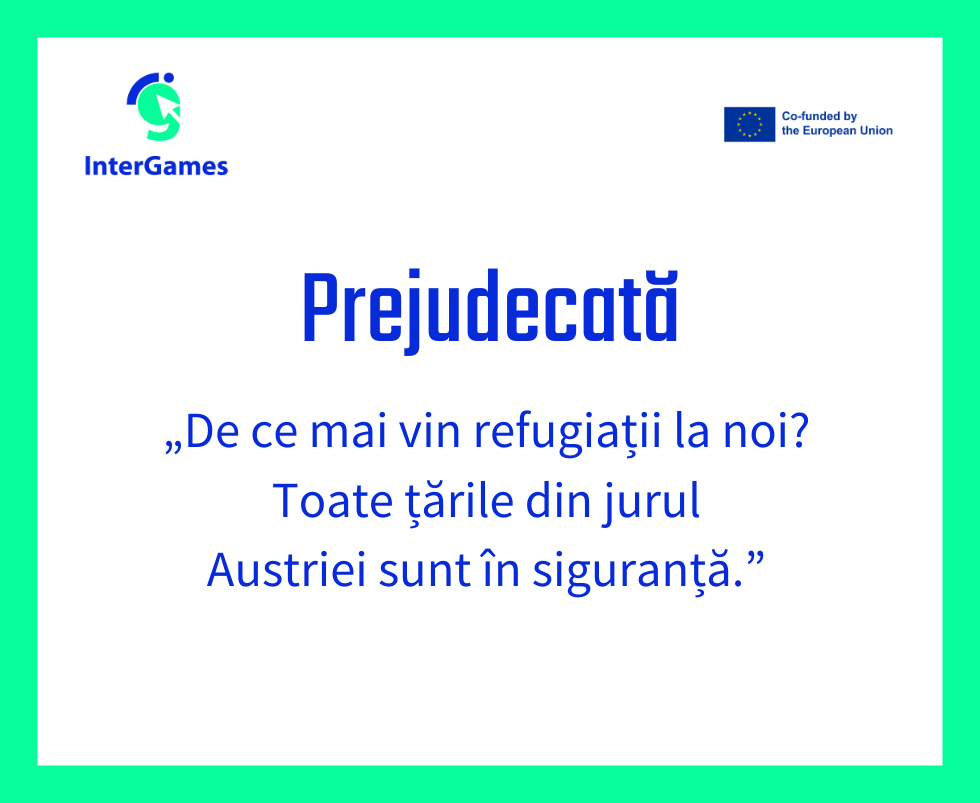 InterGames
Co-funded by
the European Union
Prejudecată
„De ce mai vin refugiații la noi?
Toate țările din jurul
Austriei sunt în siguranță.”